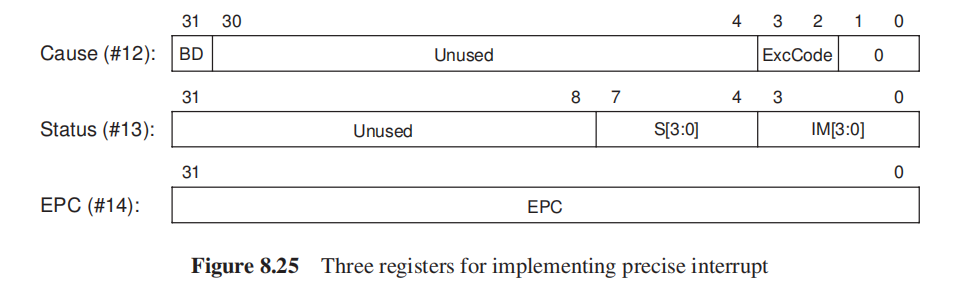 31 30 4 3 2 1 0
Cause (#12): BD Unused ExcCode 0
31 8 7 4 3 0
Status (#13): Unused S[3:0] IM[3:0]
31 0
EPC (#14): EPC
Figure 8.25 Three registers for implementing precise interrupt